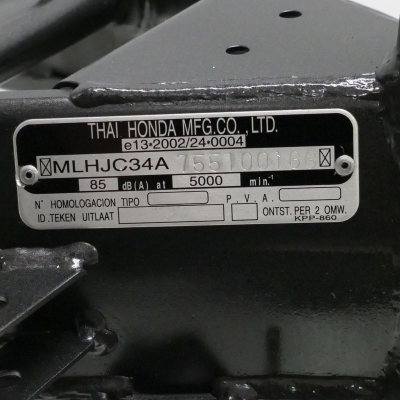 THAI HONDA MFG.CO.,LTD.
e13*2002/24*0004
MLHJC34A
85 dB(A) at 5000 min.⁻¹
N° HOMOLOGACION TIPO P.V.A.
ID.TEKEN UITLAAT ONTST. PER 2 OMW.
KPP-860